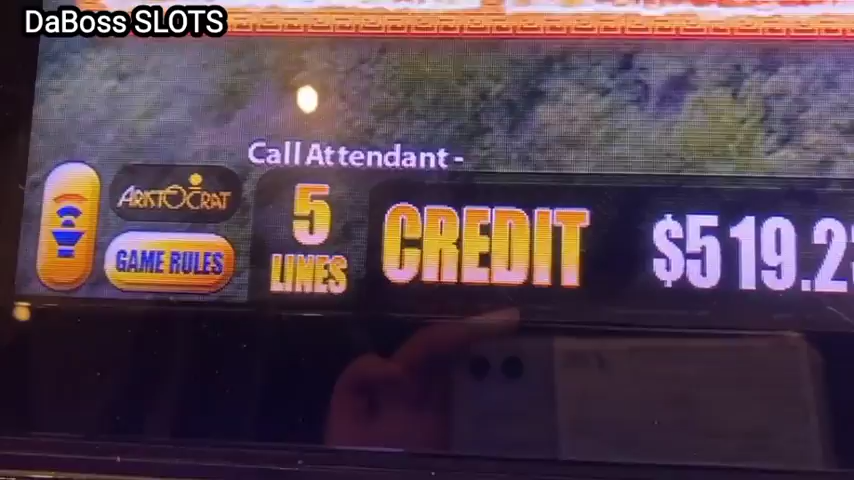 DaBoss SLOTS
Call Attendant -
ARISTOCRAT
GAME RULES
5
LINES
CREDIT
$519.2